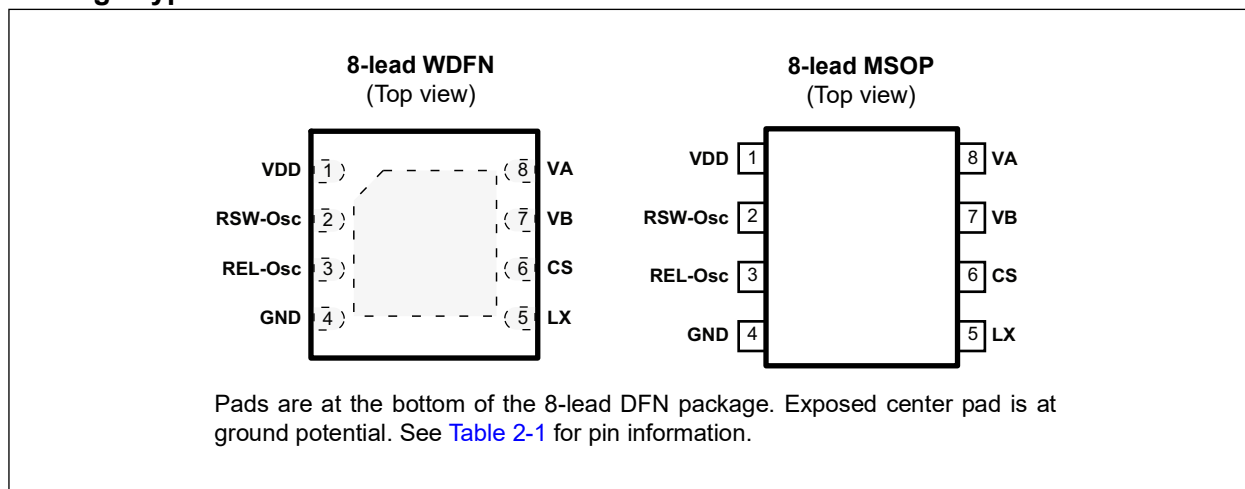 8-lead WDFN
(Top view)
VDD 1
8 VA
RSW-Osc 2
7 VB
REL-Osc 3
6 CS
GND 4
5 LX
8-lead MSOP
(Top view)
VDD 1
8 VA
RSW-Osc 2
7 VB
REL-Osc 3
6 CS
GND 4
5 LX
Pads are at the bottom of the 8-lead DFN package. Exposed center pad is at
ground potential. See Table 2-1 for pin information.